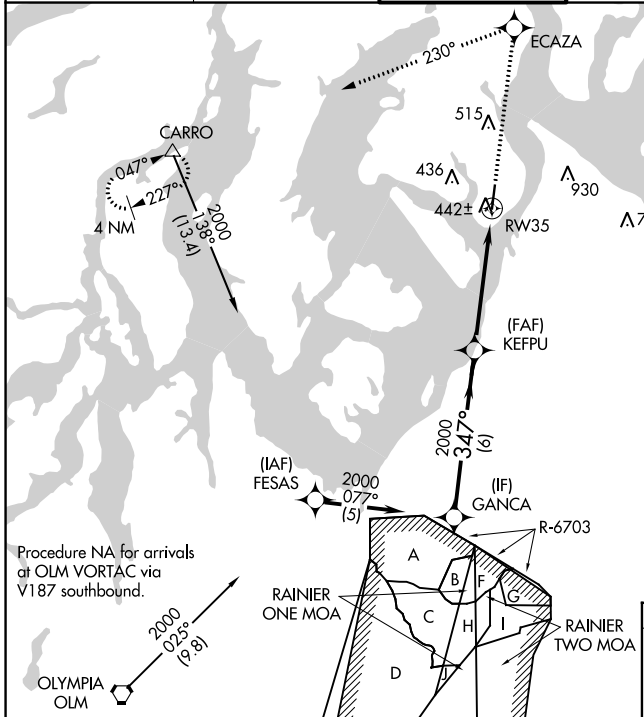 ECAZA
230°
515
CARRO
047°
227°
4 NM
2000
138°
(13.4)
436
442±
RW35
930
7
(FAF)
KEFPU
2000
347°
(6)
(IAF)
FESAS
2000
077°
(5)
(IF)
GANCA
R-6703
Procedure NA for arrivals
at OLM VORTAC via
V187 southbound.
A
B
F
G
RAINIER
ONE MOA
C
H
I
RAINIER
TWO MOA
2000
025°
(9.8)
D
J
OLYMPIA
OLM